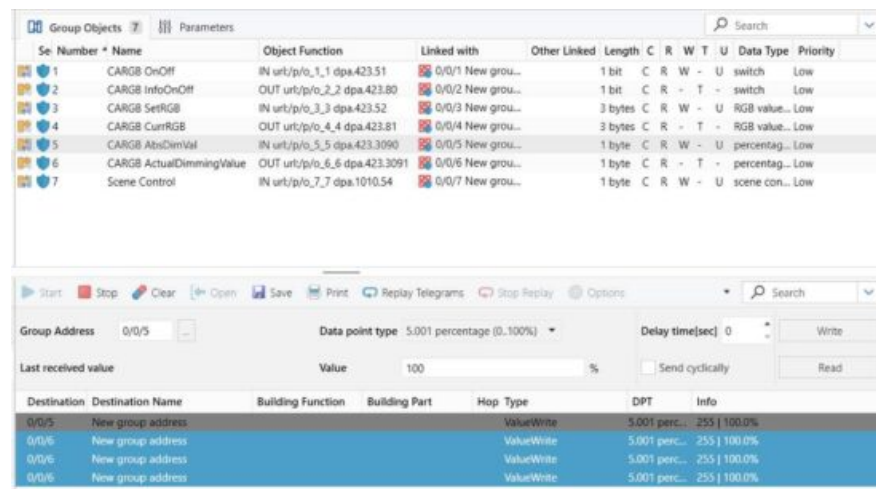 Group Objects 7 Parameters Search
Se Number * Name Object Function Linked with Other Linked Length C R W T U Data Type Priority
1 CARGB OnOff IN urt:/p/o_1_1 dpa.423.51 0/0/1 New grou... 1 bit C R W - U switch Low
2 CARGB InfoOnOff OUT urt:/p/o_2_2 dpa.423.80 0/0/2 New grou... 1 bit C R - T - switch Low
3 CARGB SetRGB IN urt:/p/o_3_3 dpa.423.52 0/0/3 New grou... 3 bytes C R W - U RGB value... Low
4 CARGB CurrRGB OUT urt:/p/o_4_4 dpa.423.81 0/0/4 New grou... 3 bytes C R - T - RGB value... Low
5 CARGB AbsDimVal IN urt:/p/o_5_5 dpa.423.3090 0/0/5 New grou... 1 byte C R W - U percentag... Low
6 CARGB ActualDimmingValue OUT urt:/p/o_6_6 dpa.423.3091 0/0/6 New grou... 1 byte C R - T - percentag... Low
7 Scene Control IN urt:/p/o_7_7 dpa.1010.54 0/0/7 New grou... 1 byte C R W - U scene con... Low
Start Stop Clear Open Save Print Replay Telegrams Stop Replay Options Search
Group Address 0/0/5 ... Data point type 5.001 percentage (0..100%) Delay time[sec] 0 Write
Last received value Value 100 % Send cyclically Read
Destination Destination Name Building Function Building Part Hop Type DPT Info
0/0/5 New group address ValueWrite 5.001 perc... 255 | 100.0%
0/0/6 New group address ValueWrite 5.001 perc... 255 | 100.0%
0/0/6 New group address ValueWrite 5.001 perc... 255 | 100.0%
0/0/6 New group address ValueWrite 5.001 perc... 255 | 100.0%